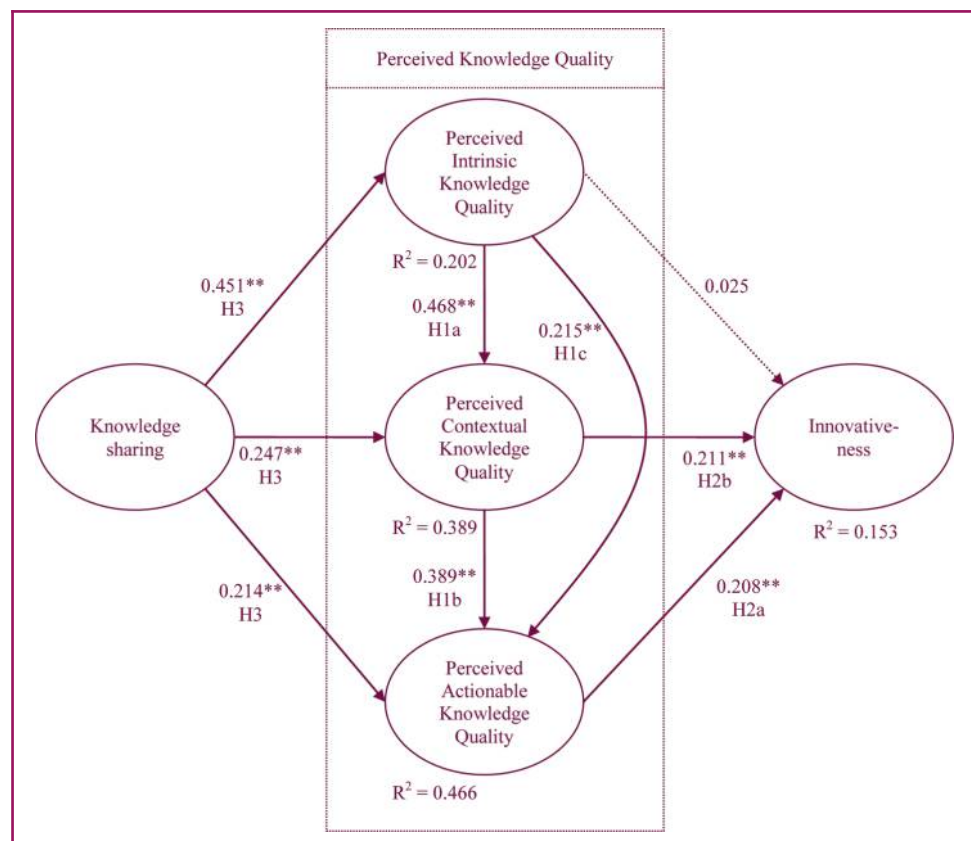 Perceived Knowledge Quality
Perceived
Intrinsic
Knowledge
Quality
R² = 0.202
0.451**
H3
0.468**
H1a
0.215**
H1c
0.025
Knowledge
sharing
0.247**
H3
Perceived
Contextual
Knowledge
Quality
R² = 0.389
0.211**
H2b
Innovative-
ness
R² = 0.153
0.214**
H3
0.389**
H1b
0.208**
H2a
Perceived
Actionable
Knowledge
Quality
R² = 0.466